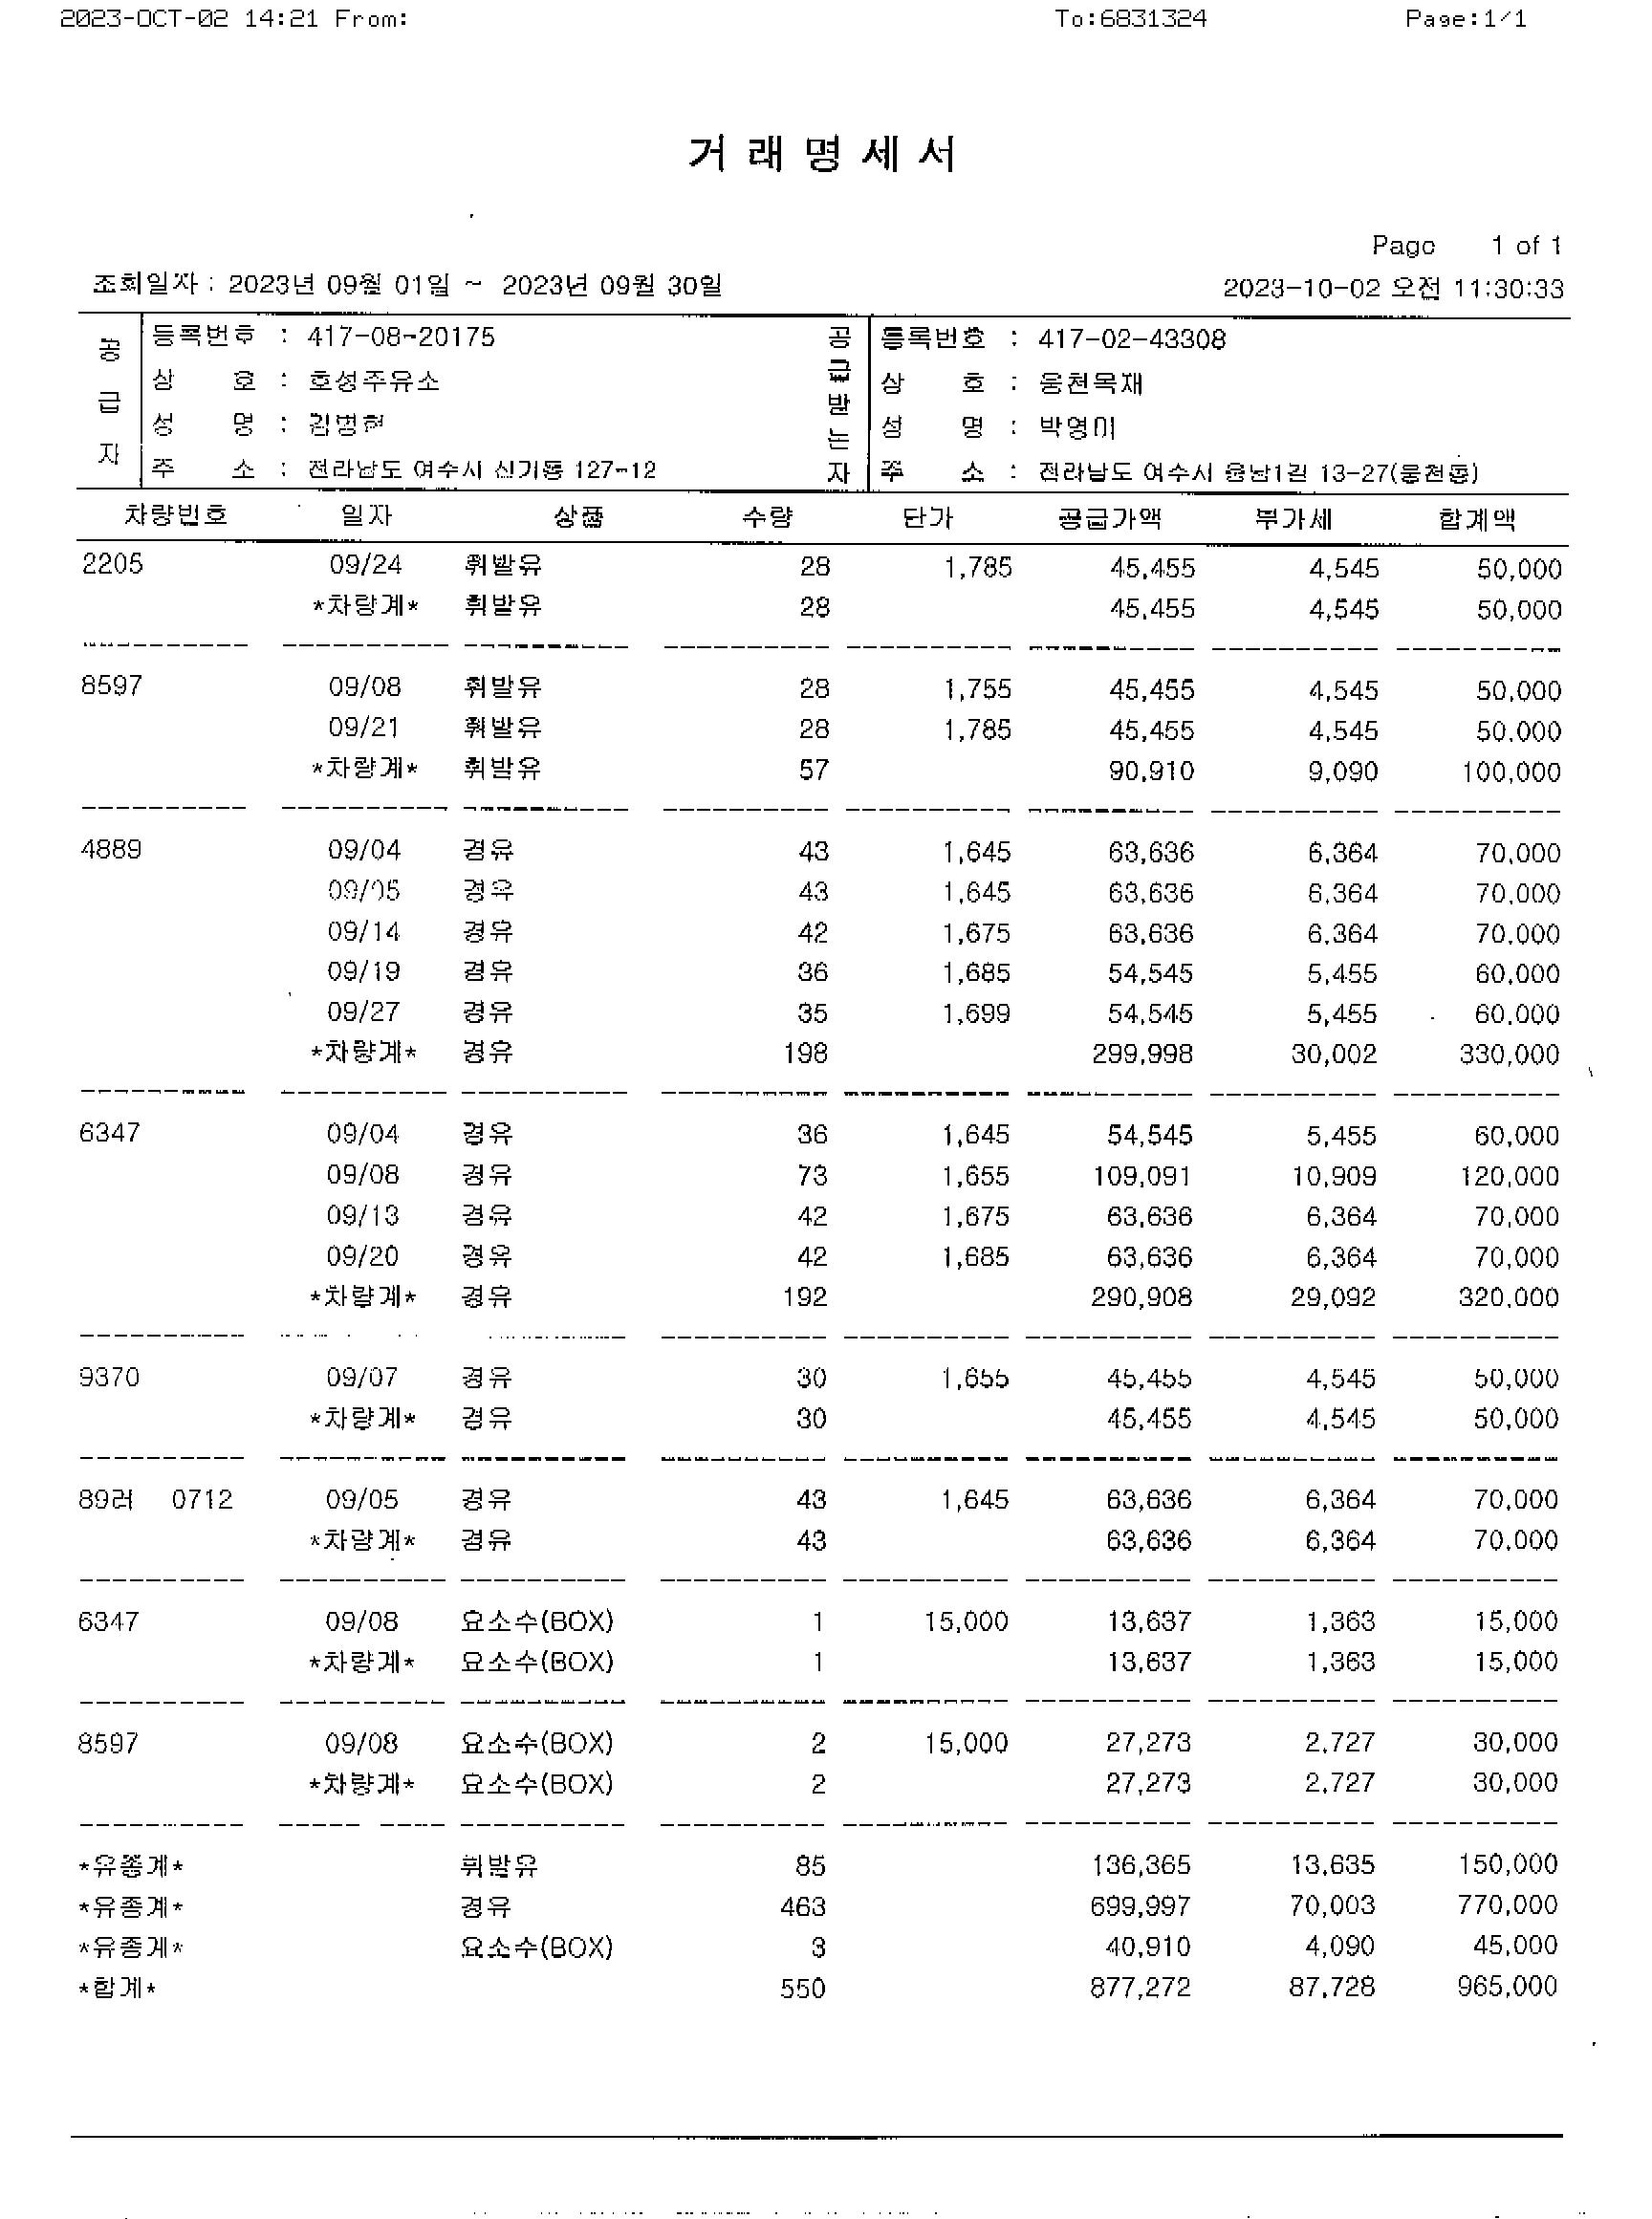 2023-OCT-02 14:21 From: To:6831324 Page:1/1
거 래 명 세 서
Page 1 of 1
조회일자 : 2023년 09월 01일 ~ 2023년 09월 30일 2023-10-02 오전 11:30:33
공급자 공급받는자
등록번호 : 417-08-20175 등록번호 : 417-02-43308
상 호 : 호성주유소 상 호 : 웅천목재
성 명 : 김병현 성 명 : 박영미
주 소 : 전라남도 여수시 신기동 127-12 주 소 : 전라남도 여수시 웅남1길 13-27(웅천동)
차량번호 일자 상품 수량 단가 공급가액 부가세 합계액
2205 09/24 휘발유 28 1,785 45,455 4,545 50,000
*차량계* 휘발유 28 45,455 4,545 50,000
8597 09/08 휘발유 28 1,755 45,455 4,545 50,000
09/21 휘발유 28 1,785 45,455 4,545 50,000
*차량계* 휘발유 57 90,910 9,090 100,000
4889 09/04 경유 43 1,645 63,636 6,364 70,000
09/05 경유 43 1,645 63,636 6,364 70,000
09/14 경유 42 1,675 63,636 6,364 70,000
09/19 경유 36 1,685 54,545 5,455 60,000
09/27 경유 35 1,699 54,545 5,455 60,000
*차량계* 경유 198 299,998 30,002 330,000
6347 09/04 경유 36 1,645 54,545 5,455 60,000
09/08 경유 73 1,655 109,091 10,909 120,000
09/13 경유 42 1,675 63,636 6,364 70,000
09/20 경유 42 1,685 63,636 6,364 70,000
*차량계* 경유 192 290,908 29,092 320,000
9370 09/07 경유 30 1,655 45,455 4,545 50,000
*차량계* 경유 30 45,455 4,545 50,000
89러 0712 09/05 경유 43 1,645 63,636 6,364 70,000
*차량계* 경유 43 63,636 6,364 70,000
6347 09/08 요소수(BOX) 1 15,000 13,637 1,363 15,000
*차량계* 요소수(BOX) 1 13,637 1,363 15,000
8597 09/08 요소수(BOX) 2 15,000 27,273 2,727 30,000
*차량계* 요소수(BOX) 2 27,273 2,727 30,000
*유종계* 휘발유 85 136,365 13,635 150,000
*유종계* 경유 463 699,997 70,003 770,000
*유종계* 요소수(BOX) 3 40,910 4,090 45,000
*합계* 550 877,272 87,728 965,000